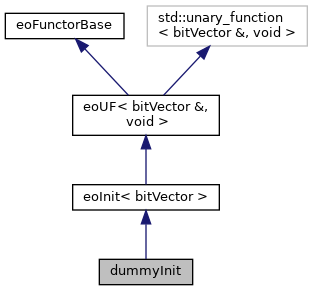 eoFunctorBase
std::unary_function
< bitVector &, void >
eoUF< bitVector &,
void >
eoInit< bitVector >
dummyInit